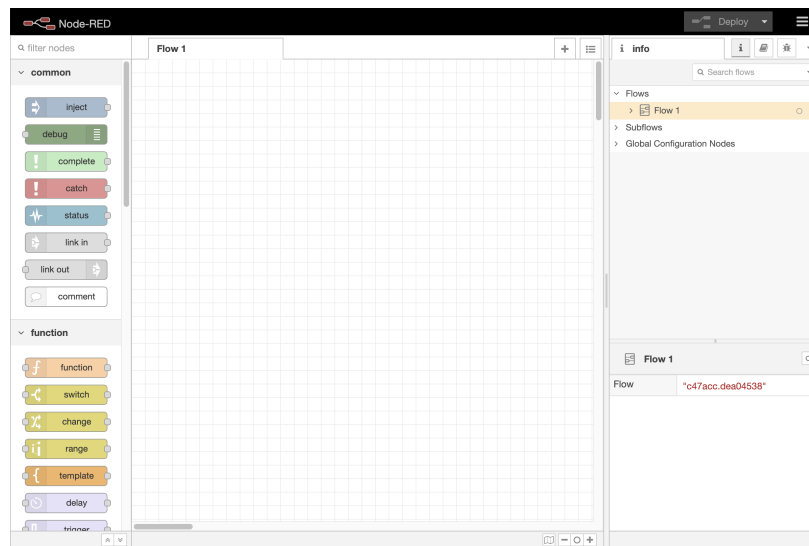 Node-RED
Deploy
filter nodes
Flow 1
i info
i
Search flows
common
inject
debug
complete
catch
status
link in
link out
comment
function
function
switch
change
range
template
delay
trigger
Flows
Flow 1
Subflows
Global Configuration Nodes
Flow 1
Flow "c47acc.dea04538"